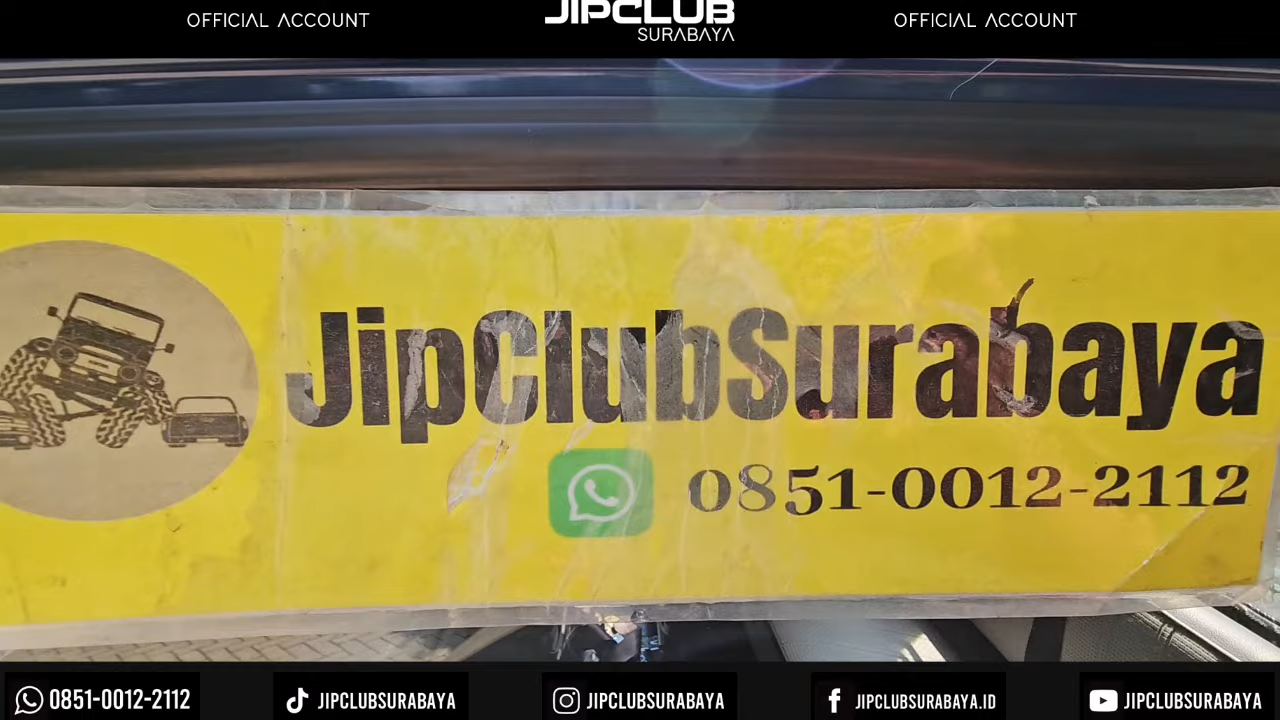 OFFICIAL ACCOUNT
JIPCLUB
SURABAYA
OFFICIAL ACCOUNT
JipClubSurabaya
0851-0012-2112
0851-0012-2112
JIPCLUBSURABAYA
JIPCLUBSURABAYA
JIPCLUBSURABAYA.ID
JIPCLUBSURABAYA